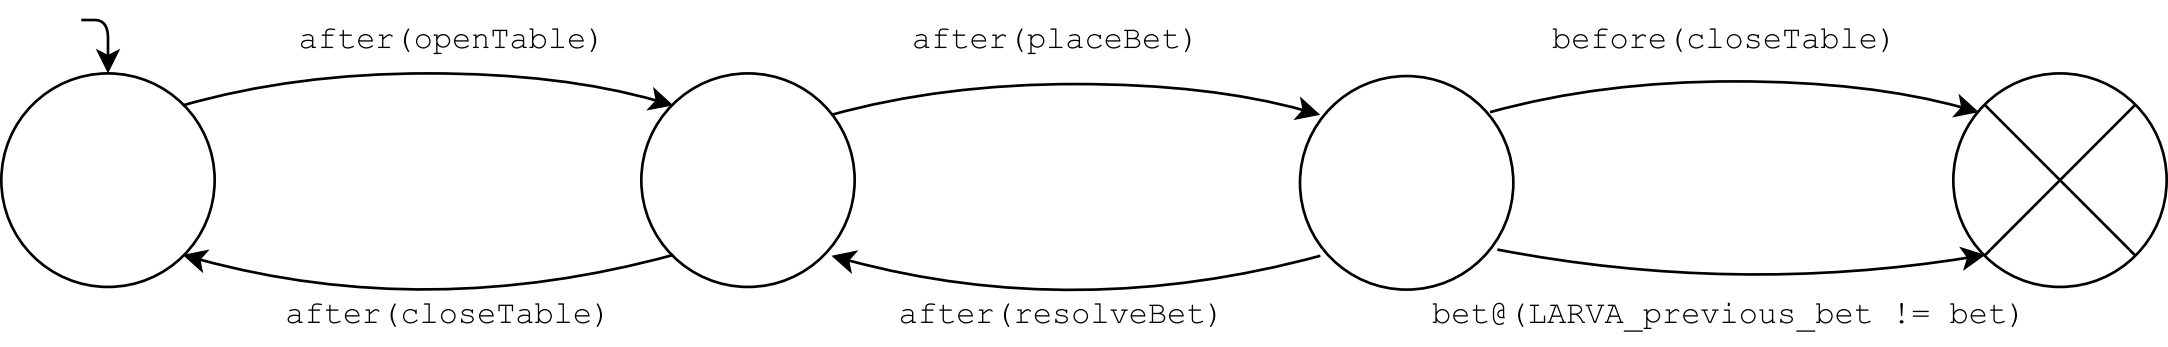 after(openTable)
after(placeBet)
before(closeTable)
after(closeTable)
after(resolveBet)
bet@(LARVA_previous_bet != bet)